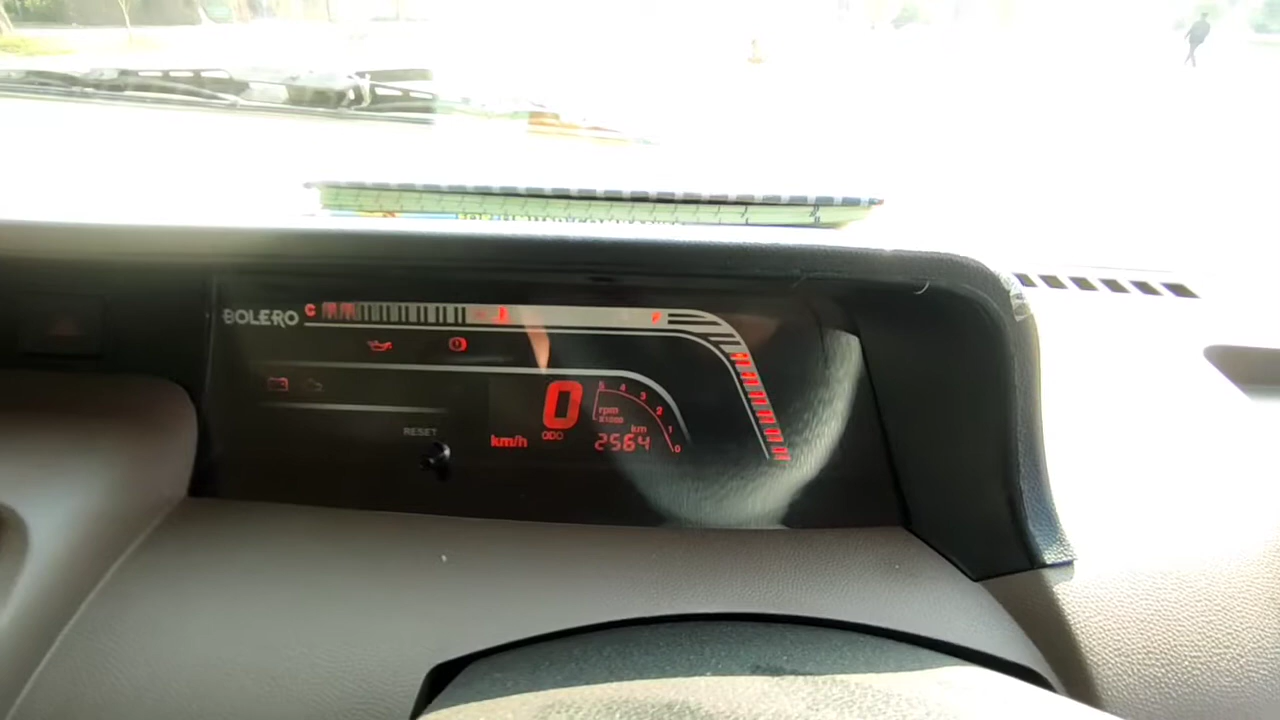 BOLERO C
RESET
0
km/h
ODO
5 4 3 2 1 0
rpm
X1000
km
2564